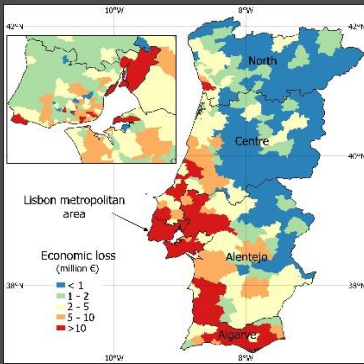 10°W
8°W
42°N
42°N
North
40°N
Centre
40°N
Lisbon metropolitan
area
Economic loss
(million €)
< 1
1 - 2
2 - 5
5 - 10
>10
Alentejo
38°N
38°N
Algarve
10°W
8°W